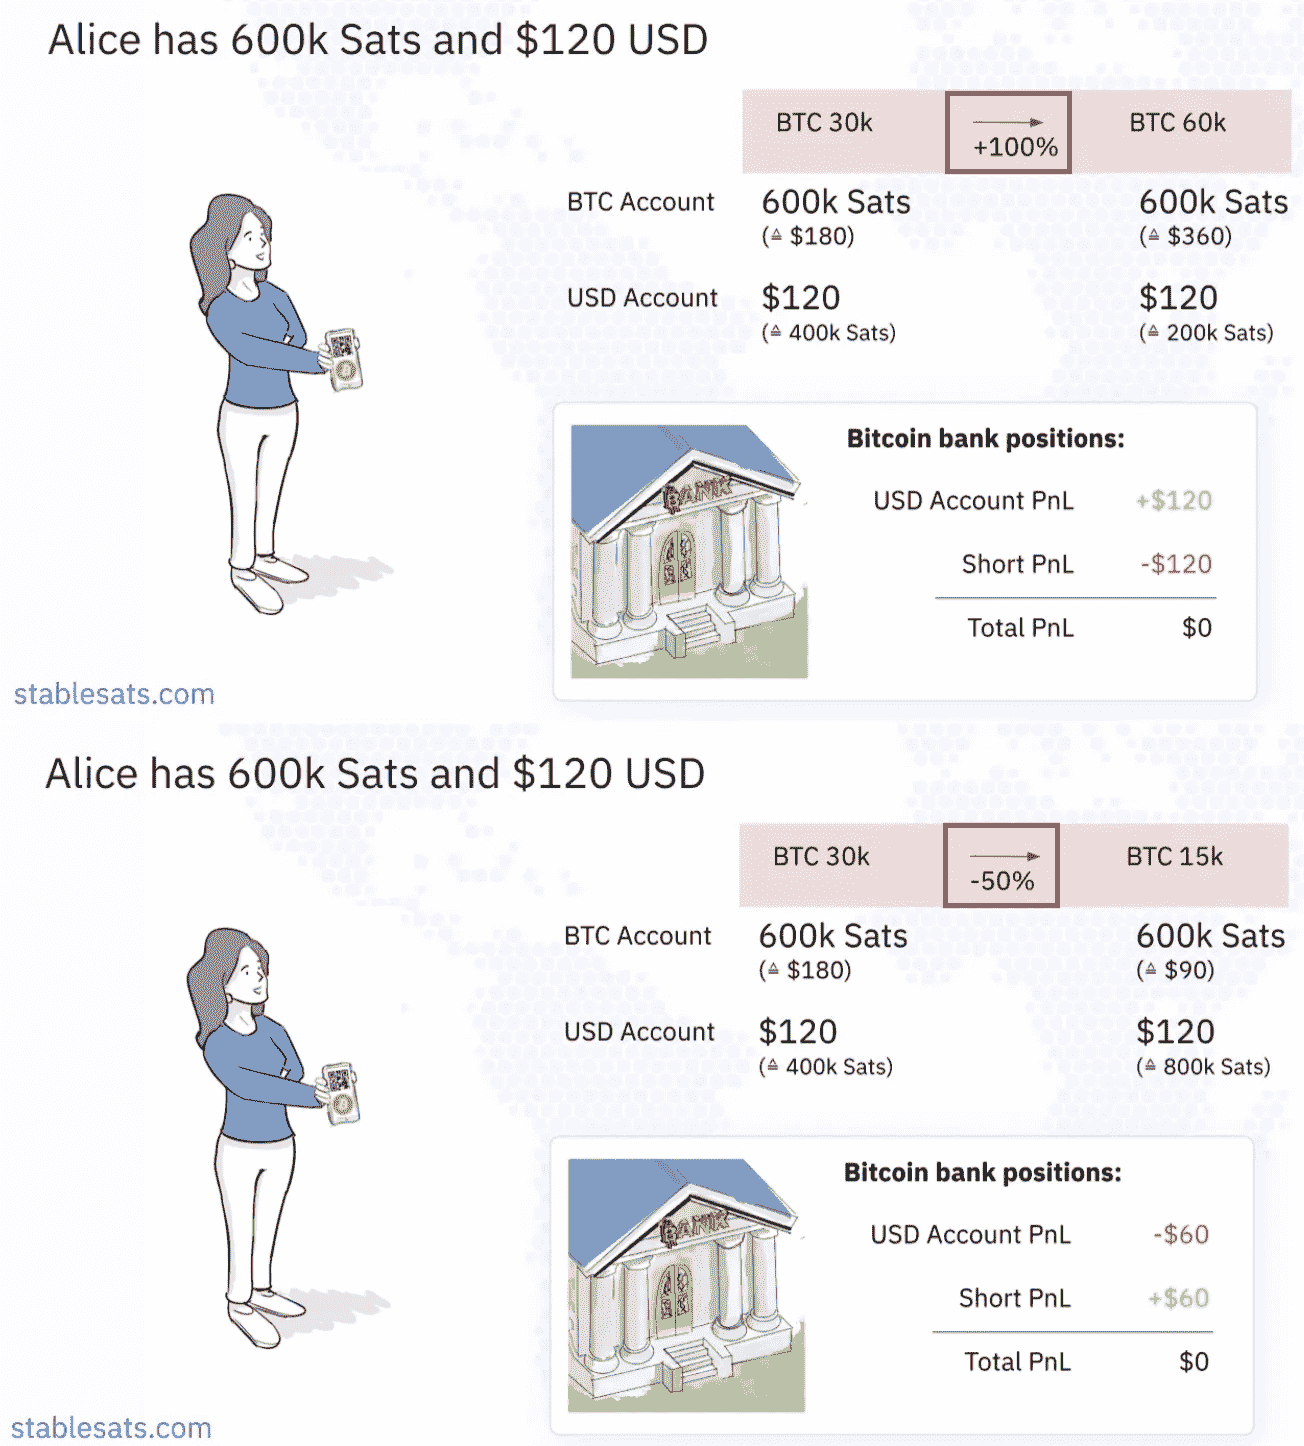 Alice has 600k Sats and $120 USD
BTC 30k
+100%
BTC 60k
BTC Account
600k Sats
600k Sats
(≙ $180)
(≙ $360)
USD Account
$120
$120
(≙ 400k Sats)
(≙ 200k Sats)
Bitcoin bank positions:
₿ANK
USD Account PnL
+$120
Short PnL
-$120
Total PnL
$0
stablesats.com
Alice has 600k Sats and $120 USD
BTC 30k
-50%
BTC 15k
BTC Account
600k Sats
600k Sats
(≙ $180)
(≙ $90)
USD Account
$120
$120
(≙ 400k Sats)
(≙ 800k Sats)
Bitcoin bank positions:
₿ANK
USD Account PnL
-$60
Short PnL
+$60
Total PnL
$0
stablesats.com